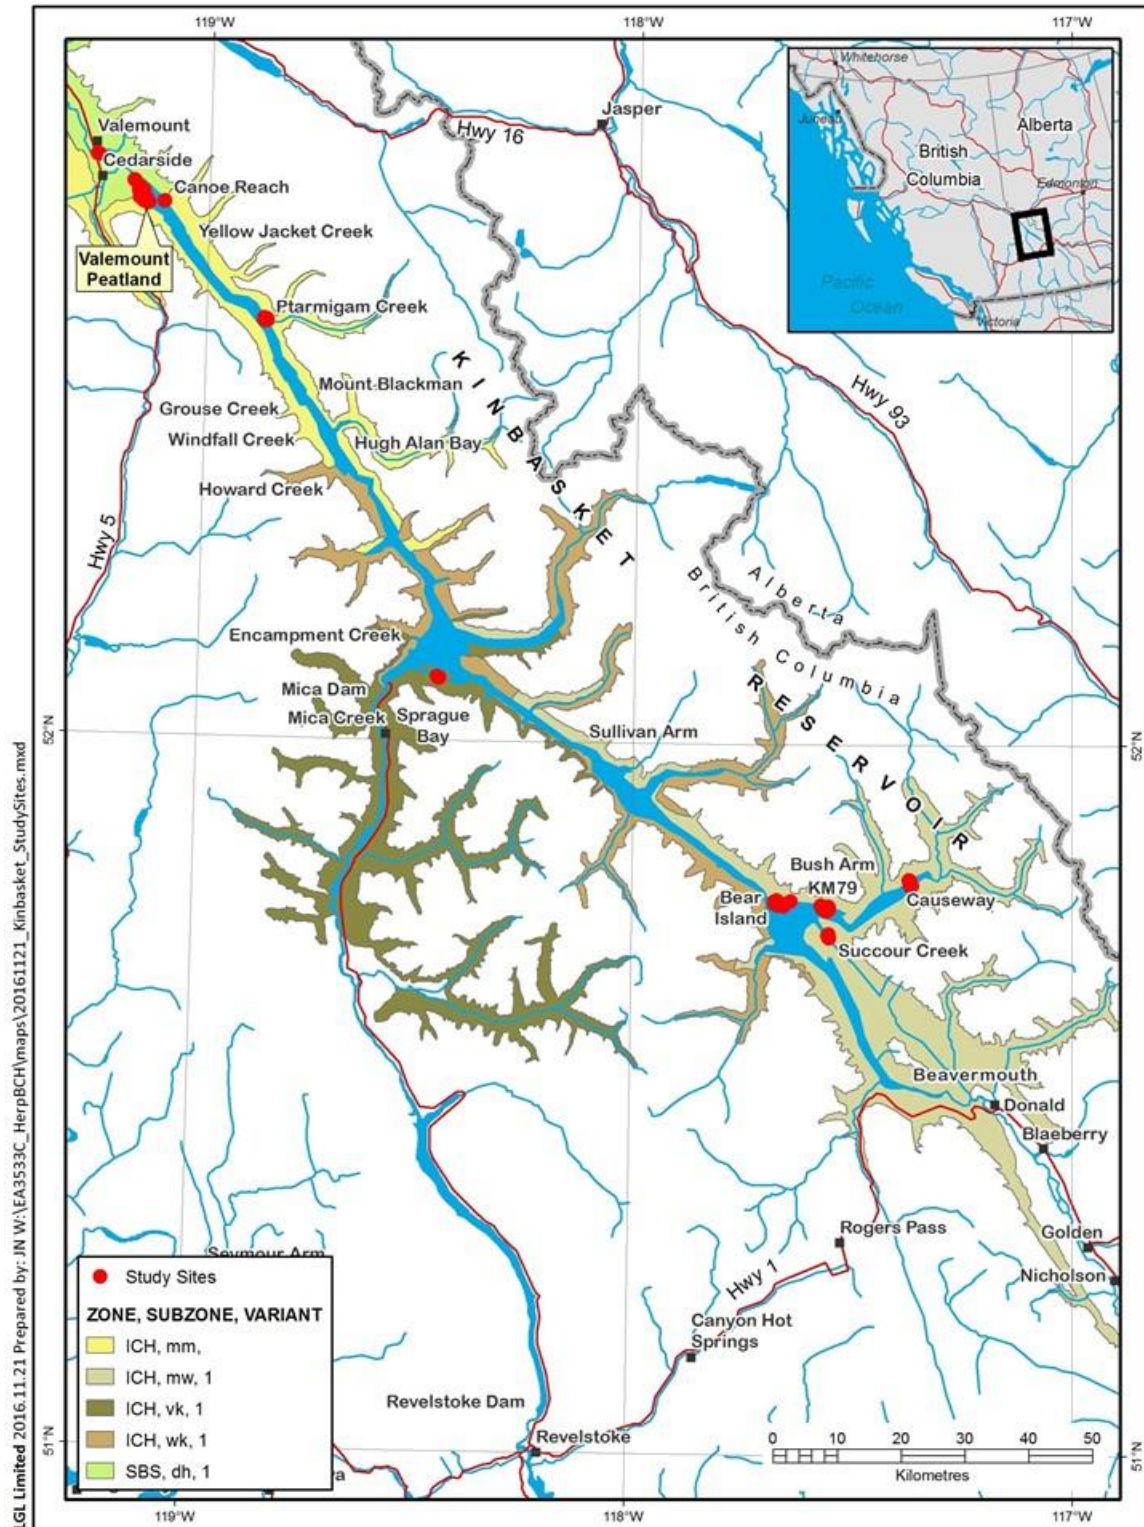 119°W
118°W
117°W
Whitehorse
Juneau
Alberta
British
Columbia
Edmonton
Pacific
Ocean
Victoria
Jasper
Hwy 16
Valemount
Cedarside
Canoe Reach
Yellow Jacket Creek
Valemount
Peatland
Ptarmigam Creek
KINBASKET
Mount Blackman
Hwy 93
Grouse Creek
Windfall Creek
Hugh Alan Bay
Howard Creek
Hwy 5
Alberta
British Columbia
Encampment Creek
Mica Dam
Mica Creek
Sprague
Bay
RESERVOIR
52°N
52°N
Sullivan Arm
Bush Arm
KM79
Bear
Island
Causeway
Succour Creek
Beavermouth
Donald
Blaeberry
Rogers Pass
Golden
Nicholson
Hwy 1
Canyon Hot
Springs
Seymour Arm
Study Sites
ZONE, SUBZONE, VARIANT
ICH, mm,
ICH, mw, 1
ICH, vk, 1
ICH, wk, 1
SBS, dh, 1
Revelstoke Dam
Revelstoke
51°N
51°N
0 5 10 20 30 40 50
Kilometres
119°W
118°W
117°W
LGL Limited 2016.11.21 Prepared by: JN W:\EA3533C_HerpBCH\maps\20161121_Kinbasket_StudySites.mxd